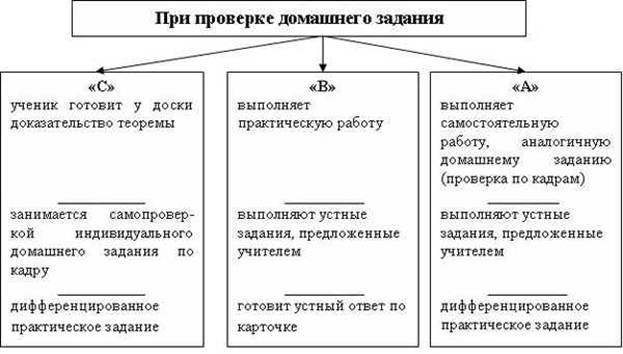 При проверке домашнего задания
«С»
ученик готовит у доски
доказательство теоремы
занимается самопровер-
кой индивидуального
домашнего задания по
кадру
дифференцированное
практическое задание
«В»
выполняет
практическую работу
выполняют устные
задания, предложенные
учителем
готовит устный ответ по
карточке
«А»
выполняет
самостоятельную
работу, аналогичную
домашнему заданию
(проверка по кадрам)
выполняют устные
задания, предложенные
учителем
дифференцированное
практическое задание